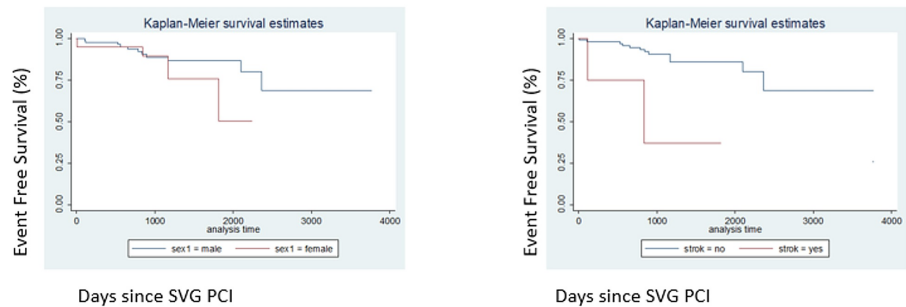 Kaplan-Meier survival estimates
Event Free Survival (%)
1.00
0.75
0.50
0.25
0.00
0
1000
2000
3000
4000
analysis time
sex1 = male
sex1 = female
Days since SVG PCI
Kaplan-Meier survival estimates
Event Free Survival (%)
1.00
0.75
0.50
0.25
0.00
0
1000
2000
3000
4000
analysis time
strok = no
strok = yes
Days since SVG PCI